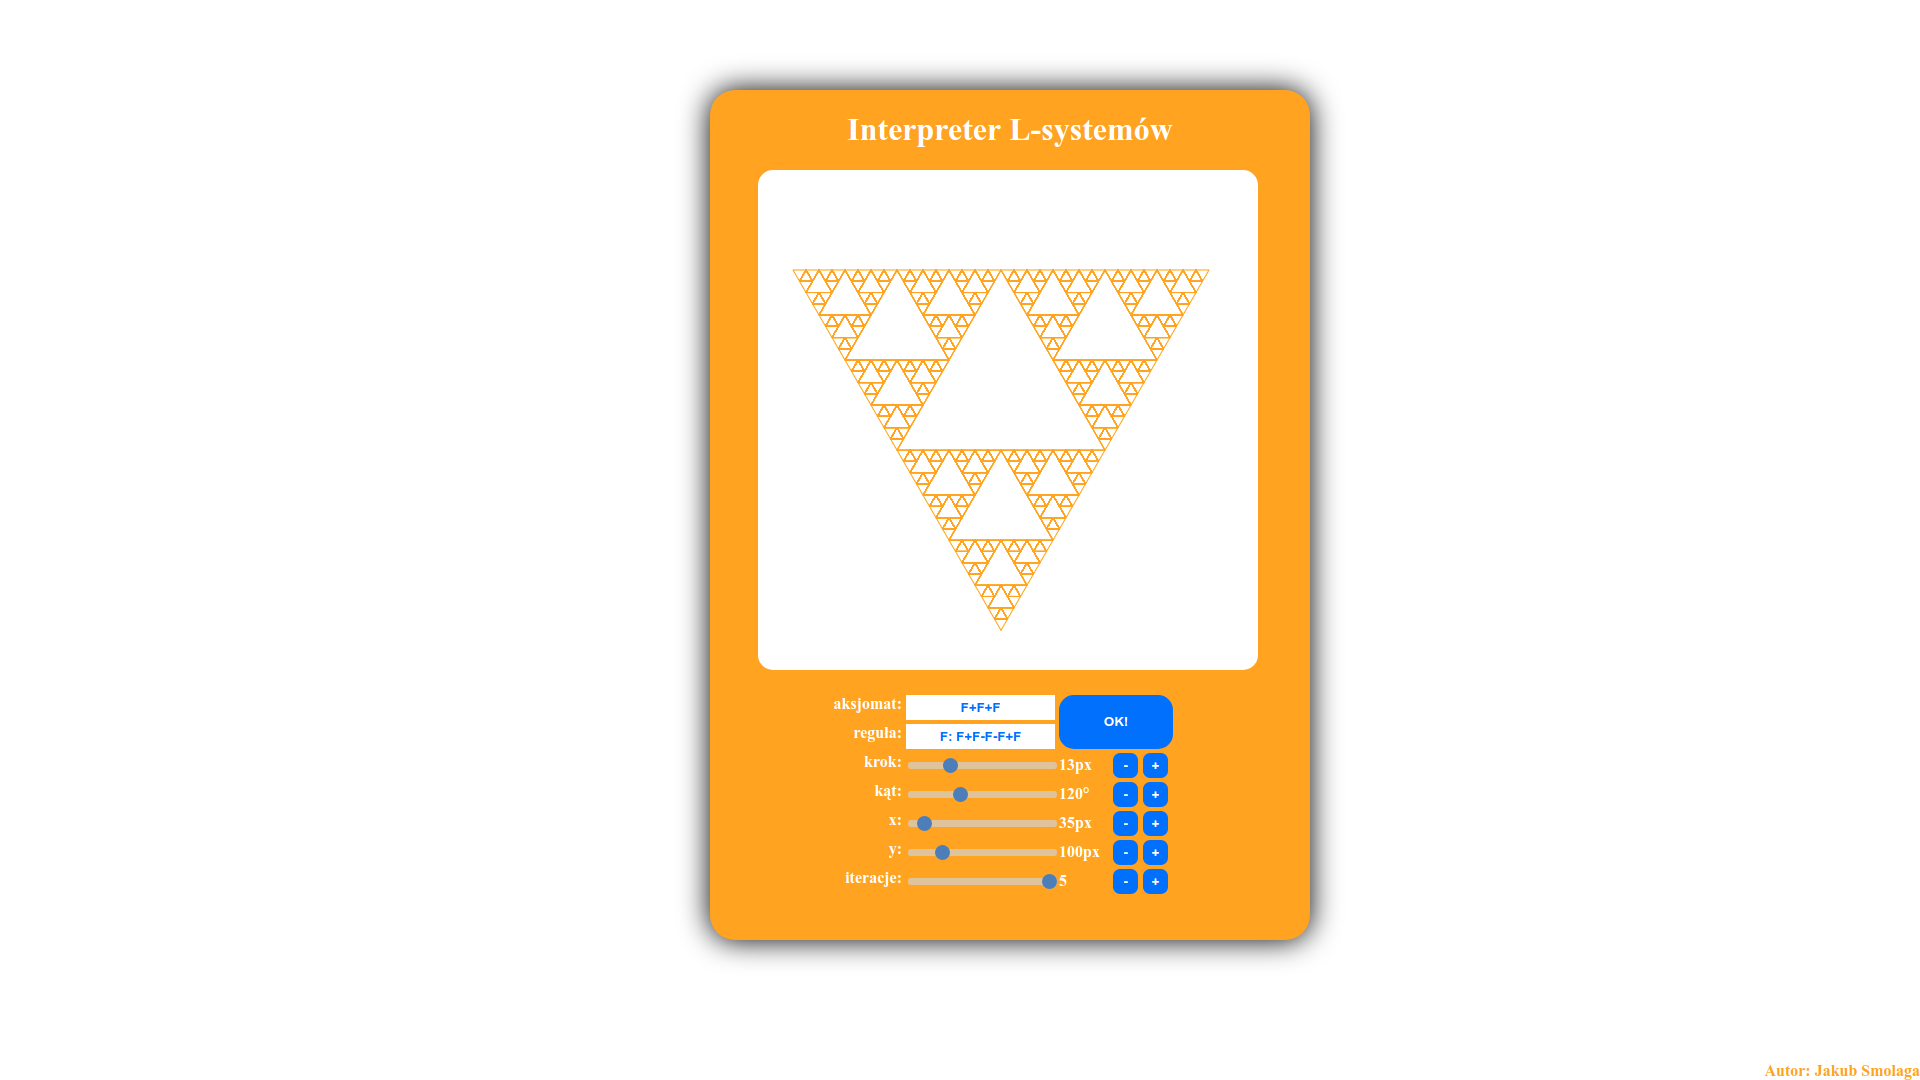 Interpreter L-systemów
aksjomat: F+F+F OK!
reguła: F: F+F-F-F+F
krok: 13px - +
kąt: 120° - +
x: 35px - +
y: 100px - +
iteracje: 5 - +
Autor: Jakub Smolaga